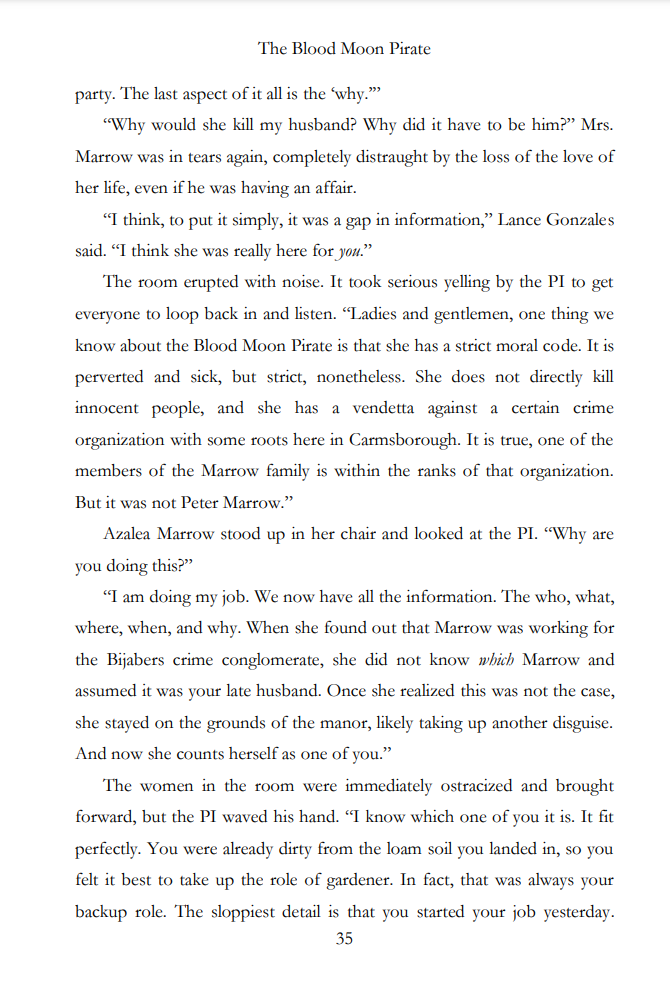 The Blood Moon Pirate
party. The last aspect of it all is the ‘why.’”
“Why would she kill my husband? Why did it have to be him?” Mrs.
Marrow was in tears again, completely distraught by the loss of the love of
her life, even if he was having an affair.
“I think, to put it simply, it was a gap in information,” Lance Gonzales
said. “I think she was really here for you.”
The room erupted with noise. It took serious yelling by the PI to get
everyone to loop back in and listen. “Ladies and gentlemen, one thing we
know about the Blood Moon Pirate is that she has a strict moral code. It is
perverted and sick, but strict, nonetheless. She does not directly kill
innocent people, and she has a vendetta against a certain crime
organization with some roots here in Carmsborough. It is true, one of the
members of the Marrow family is within the ranks of that organization.
But it was not Peter Marrow.”
Azalea Marrow stood up in her chair and looked at the PI. “Why are
you doing this?”
“I am doing my job. We now have all the information. The who, what,
where, when, and why. When she found out that Marrow was working for
the Bijabers crime conglomerate, she did not know which Marrow and
assumed it was your late husband. Once she realized this was not the case,
she stayed on the grounds of the manor, likely taking up another disguise.
And now she counts herself as one of you.”
The women in the room were immediately ostracized and brought
forward, but the PI waved his hand. “I know which one of you it is. It fit
perfectly. You were already dirty from the loam soil you landed in, so you
felt it best to take up the role of gardener. In fact, that was always your
backup role. The sloppiest detail is that you started your job yesterday.
35